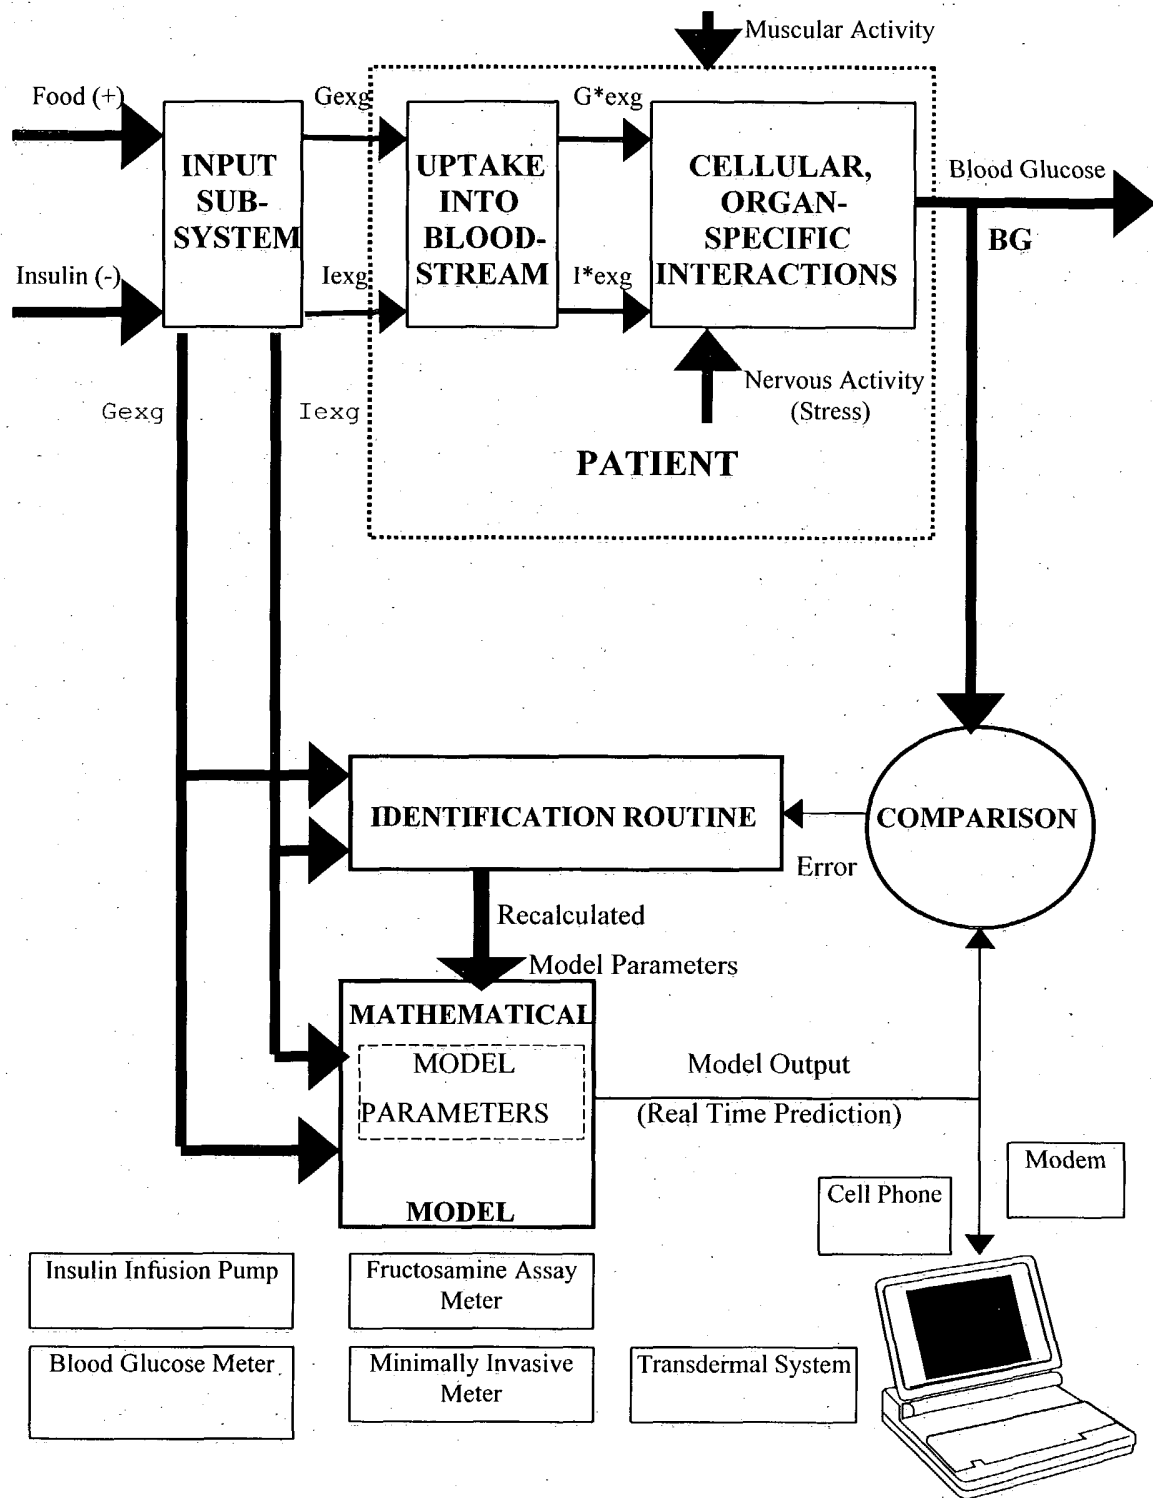 Muscular Activity
Food (+)
Gexg
G*exg
INPUT
SUB-
SYSTEM
UPTAKE
INTO
BLOOD-
STREAM
CELLULAR,
ORGAN-
SPECIFIC
INTERACTIONS
Blood Glucose
BG
Insulin (-)
Iexg
I*exg
Gexg
Iexg
Nervous Activity
(Stress)
PATIENT
IDENTIFICATION ROUTINE
COMPARISON
Error
Recalculated
Model Parameters
MATHEMATICAL
MODEL
PARAMETERS
MODEL
Model Output
(Real Time Prediction)
Modem
Cell Phone
Insulin Infusion Pump
Fructosamine Assay
Meter
Blood Glucose Meter
Minimally Invasive
Meter
Transdermal System